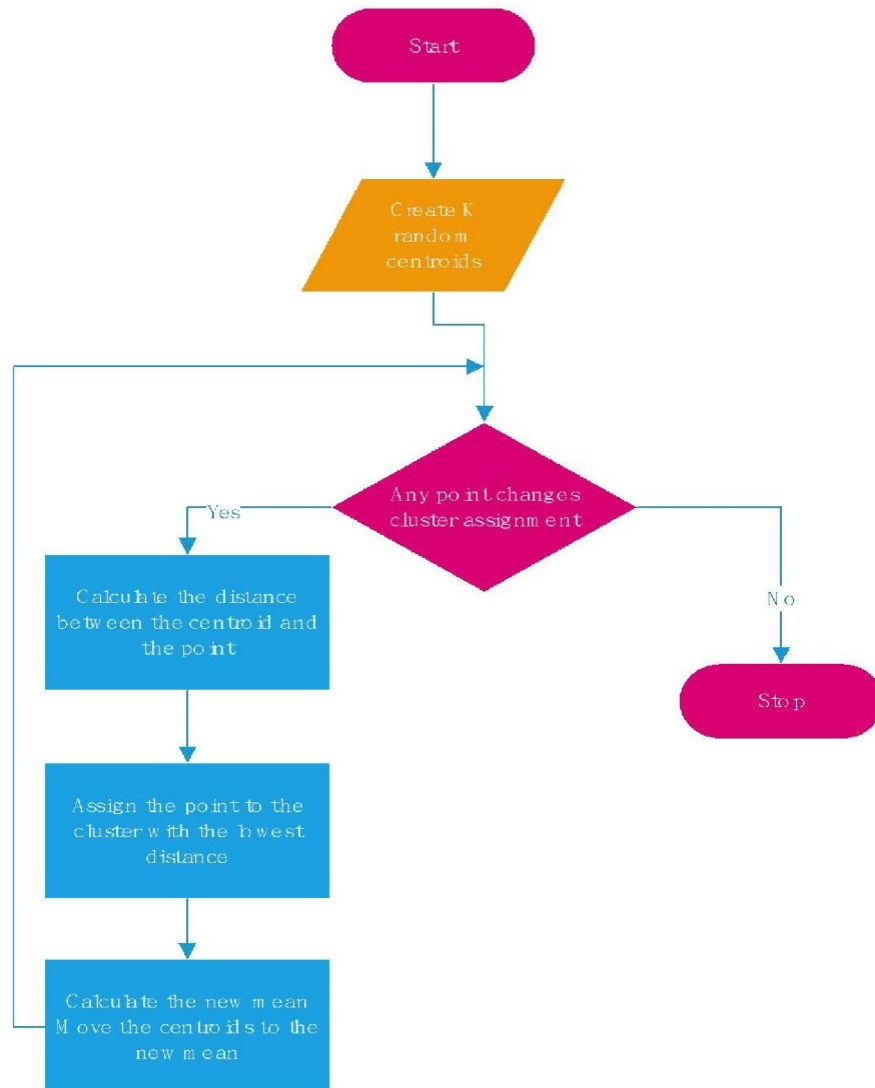 Start
Create K
random
centroids
Any point changes
cluster assignment
Yes
No
Calculate the distance
between the centroid and
the point
Stop
Assign the point to the
cluster with the lowest
distance
Calculate the new mean
Move the centroids to the
new mean